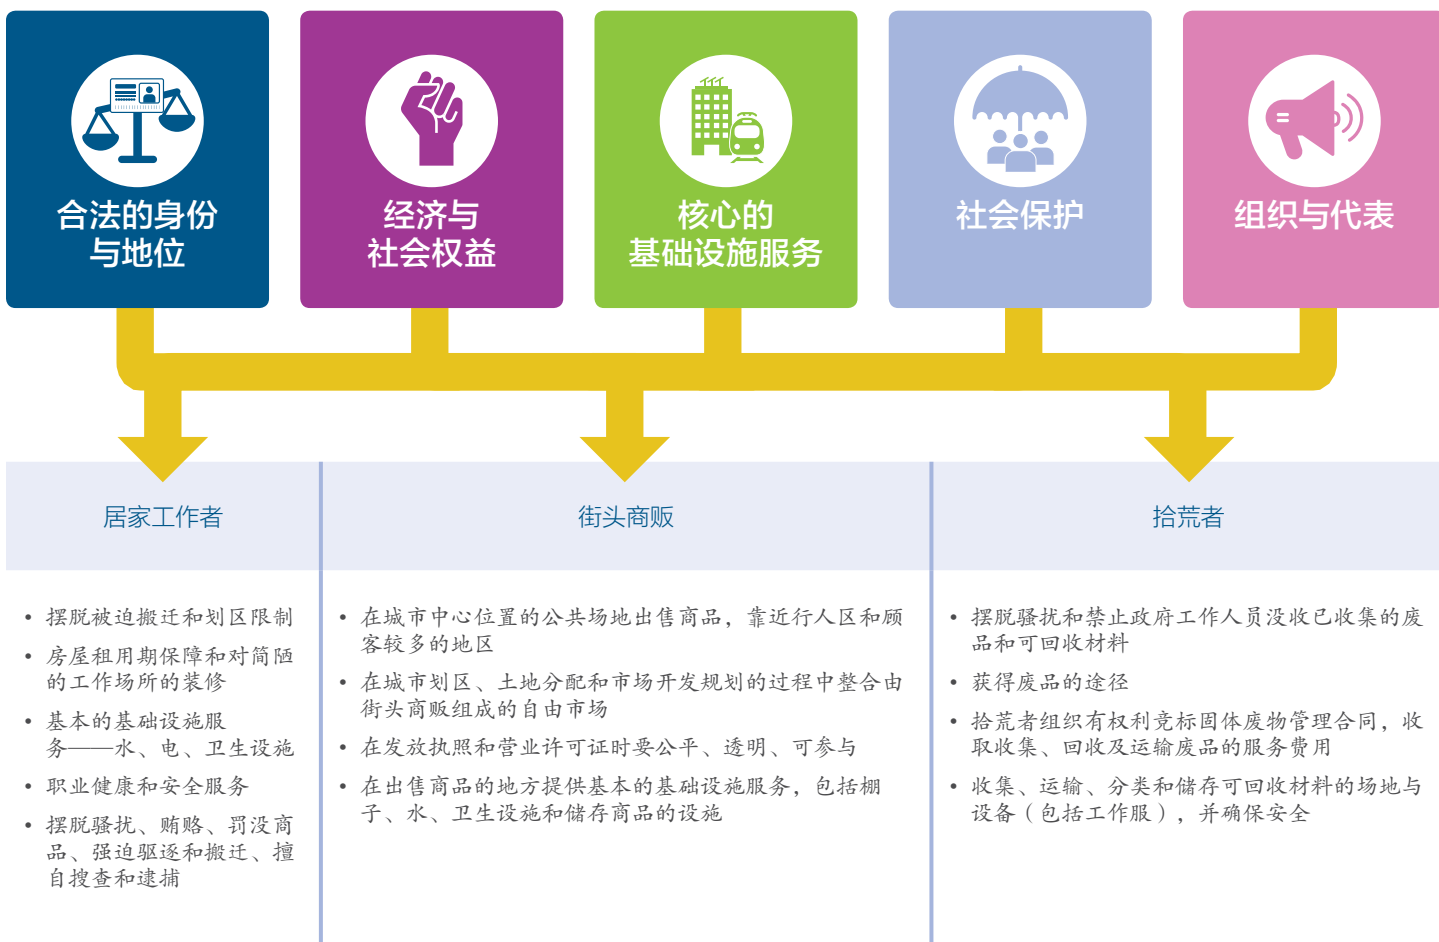 合法的身份
与地位
经济与
社会权益
核心的
基础设施服务
社会保护
组织与代表
居家工作者
街头商贩
拾荒者
• 摆脱被迫搬迁和划区限制
• 房屋租用期保障和对简陋
的工作场所的装修
• 基本的基础设施服
务——水、电、卫生设施
• 职业健康和安全服务
• 摆脱骚扰、贿赂、罚没商
品、强迫驱逐和搬迁、擅
自搜查和逮捕
• 在城市中心位置的公共场地出售商品，靠近行人区和顾
客较多的地区
• 在城市划区、土地分配和市场开发规划的过程中整合由
街头商贩组成的自由市场
• 在发放执照和营业许可证时要公平、透明、可参与
• 在出售商品的地方提供基本的基础设施服务，包括棚
子、水、卫生设施和储存商品的设施
• 摆脱骚扰和禁止政府工作人员没收已收集的废
品和可回收材料
• 获得废品的途径
• 拾荒者组织有权利竞标固体废物管理合同，收
取收集、回收及运输废品的服务费用
• 收集、运输、分类和储存可回收材料的场地与
设备（包括工作服），并确保安全